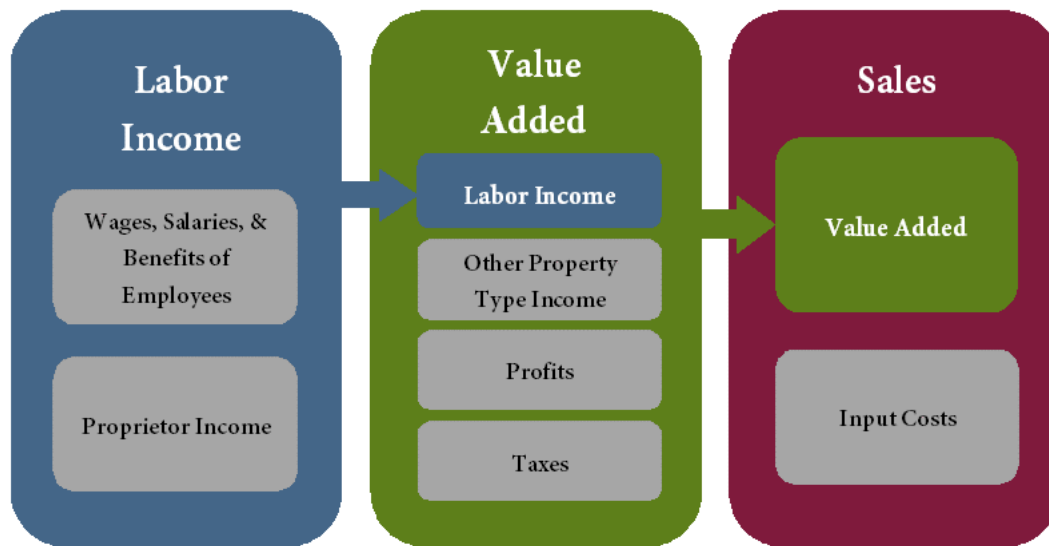 Labor
Income
Wages, Salaries, &
Benefits of
Employees
Proprietor Income
Value
Added
Labor Income
Other Property
Type Income
Profits
Taxes
Sales
Value Added
Input Costs